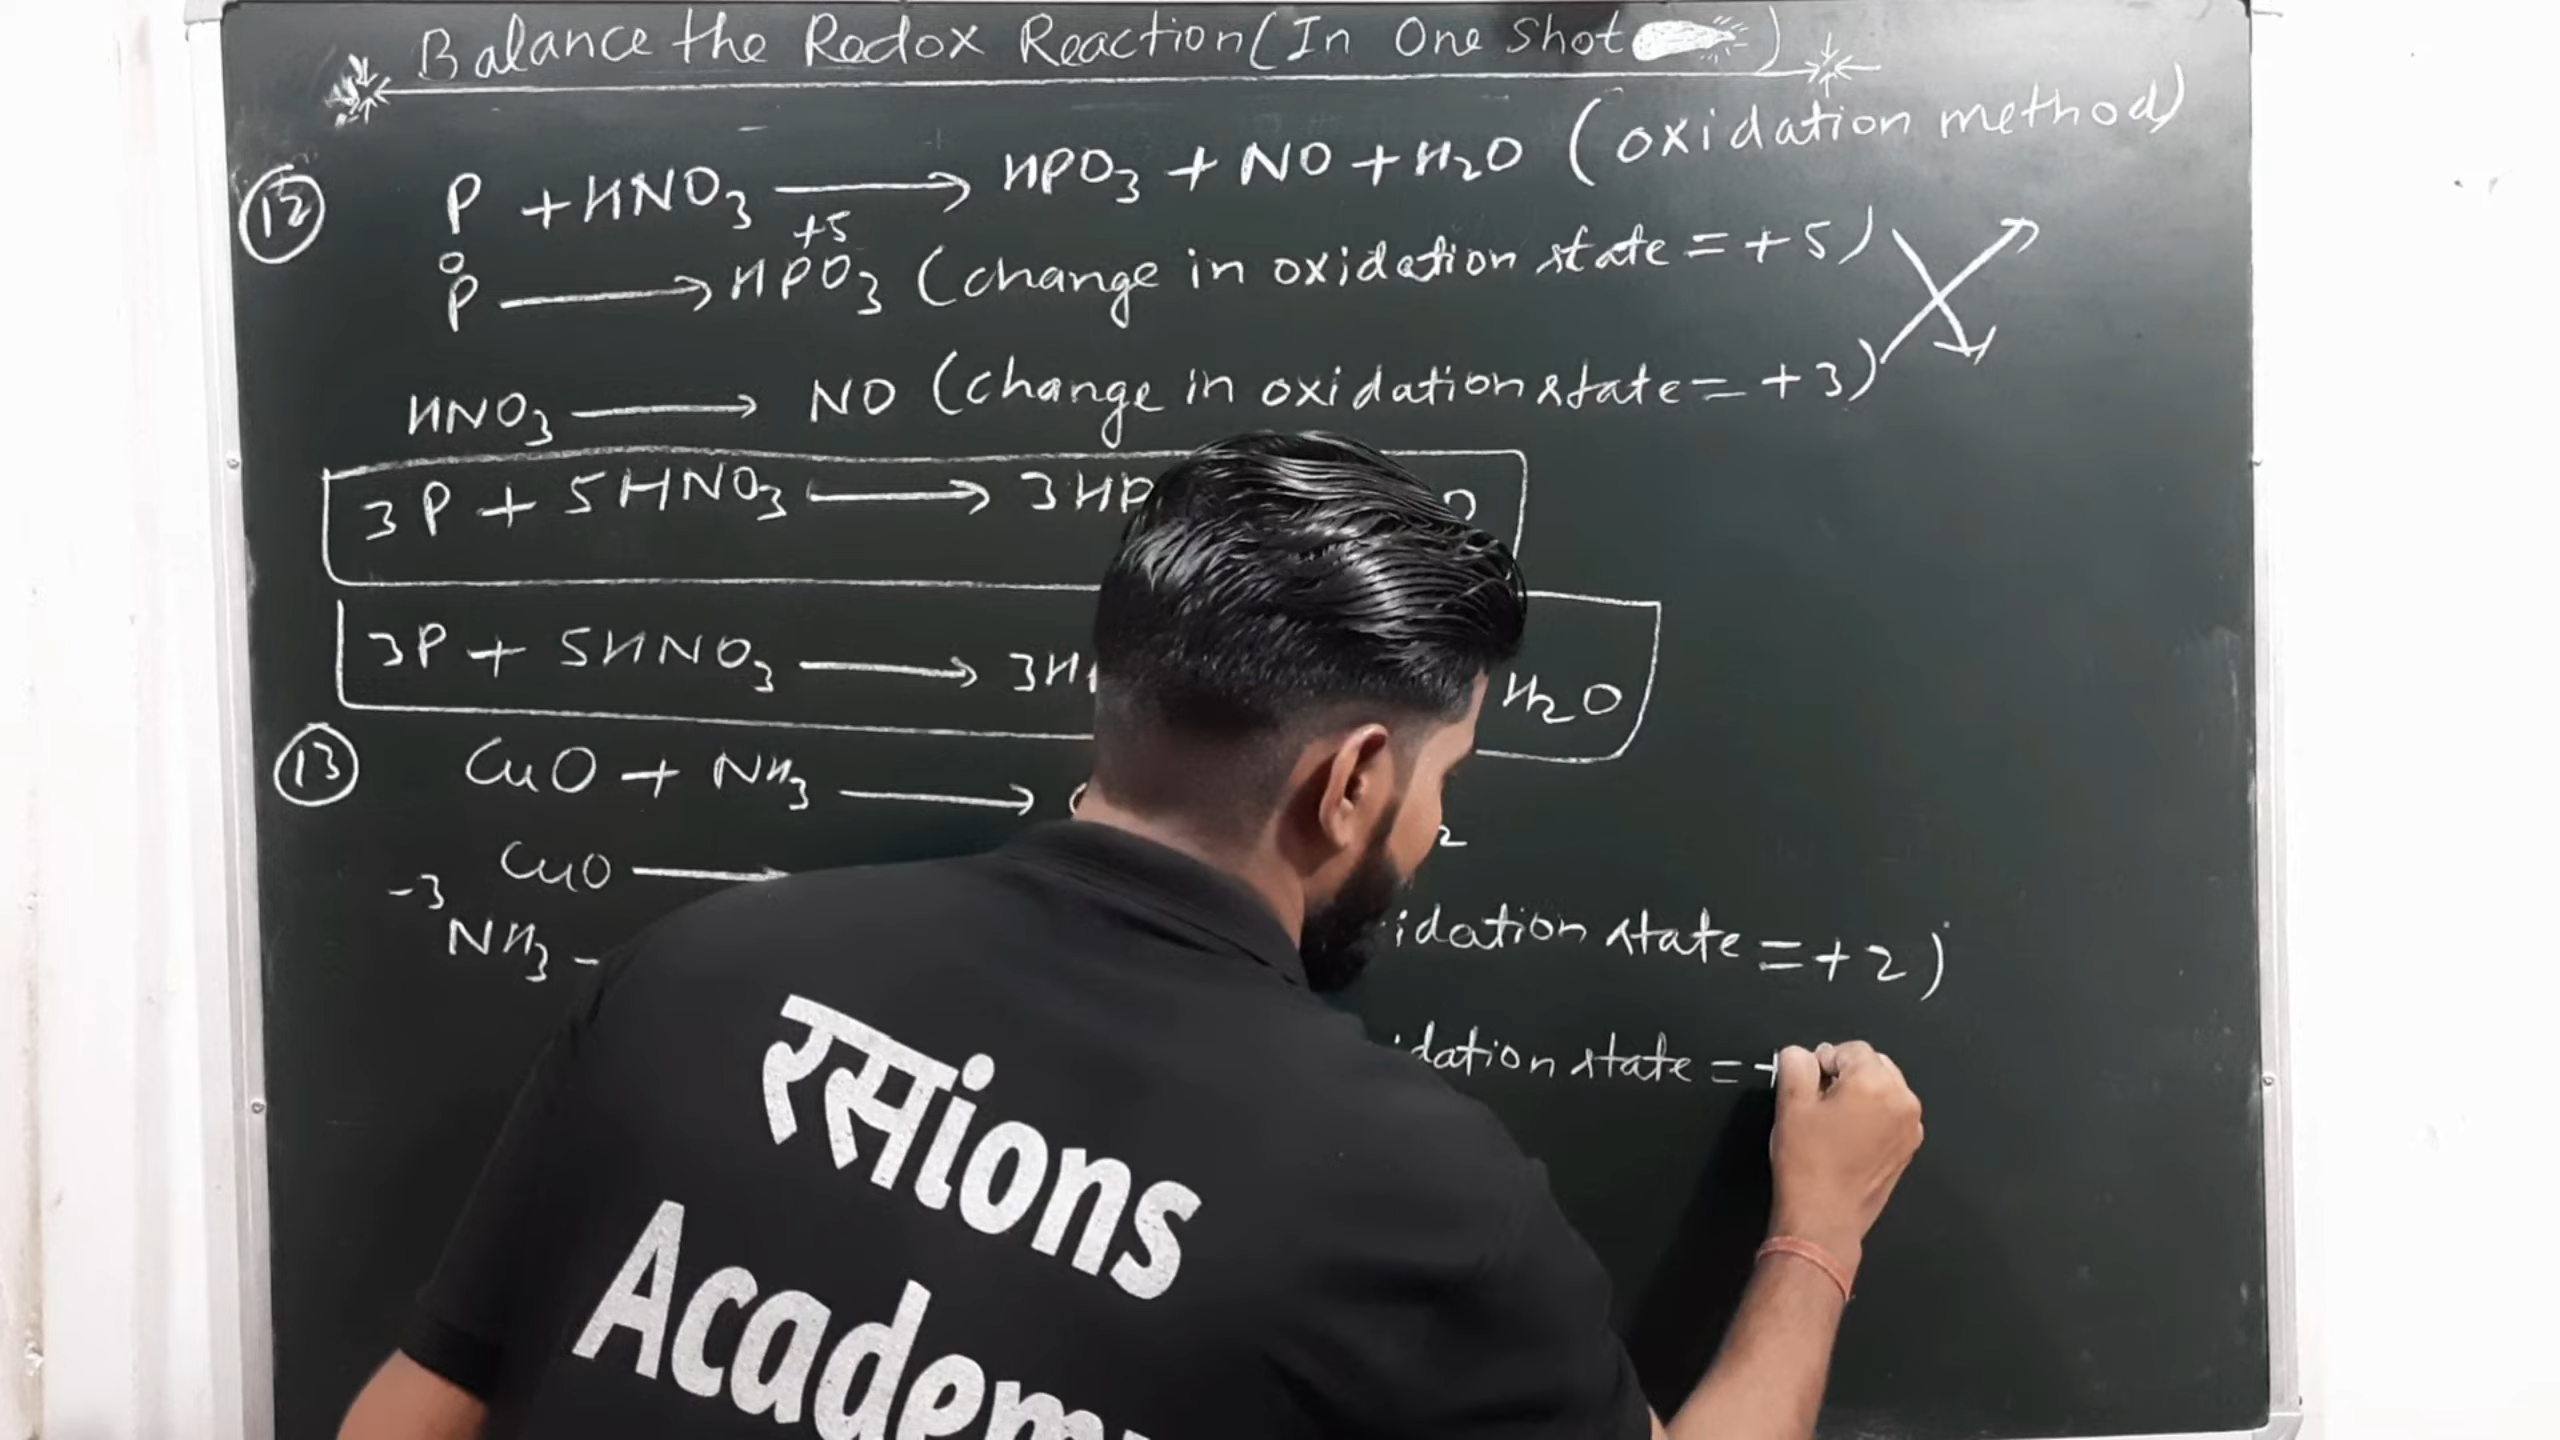 Balance the Redox Reaction (In One Shot )
12 P + HNO3 ⟶ HPO3 + NO + H2O (oxidation method)
0 +5
P ⟶ HPO3 (change in oxidation state = +5)
HNO3 ⟶ NO (change in oxidation state = +3)
3P + 5HNO3 ⟶ 3HP
3P + 5HNO3 ⟶ 3H H2O
13 CuO + NH3 ⟶ 2
CuO ⟶ idation state = +2)
-3
NH3 - idation state = +
रसions
Academ